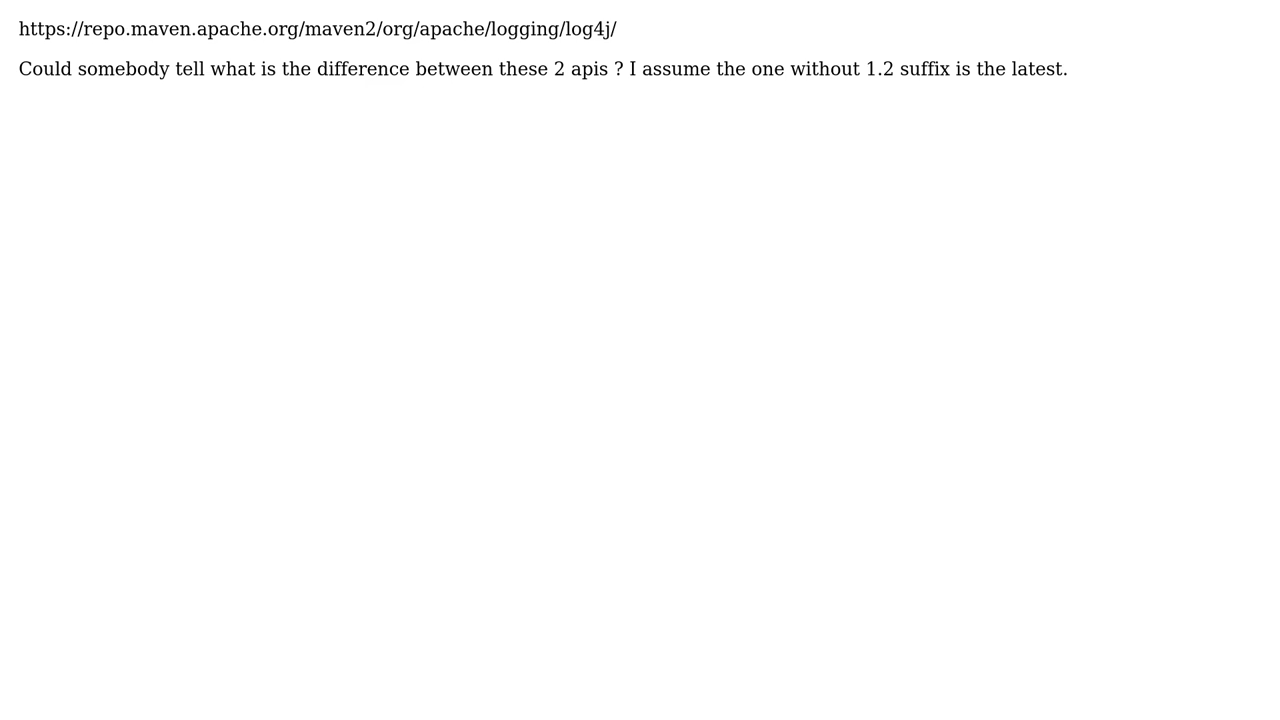 https://repo.maven.apache.org/maven2/org/apache/logging/log4j/
Could somebody tell what is the difference between these 2 apis ? I assume the one without 1.2 suffix is the latest.